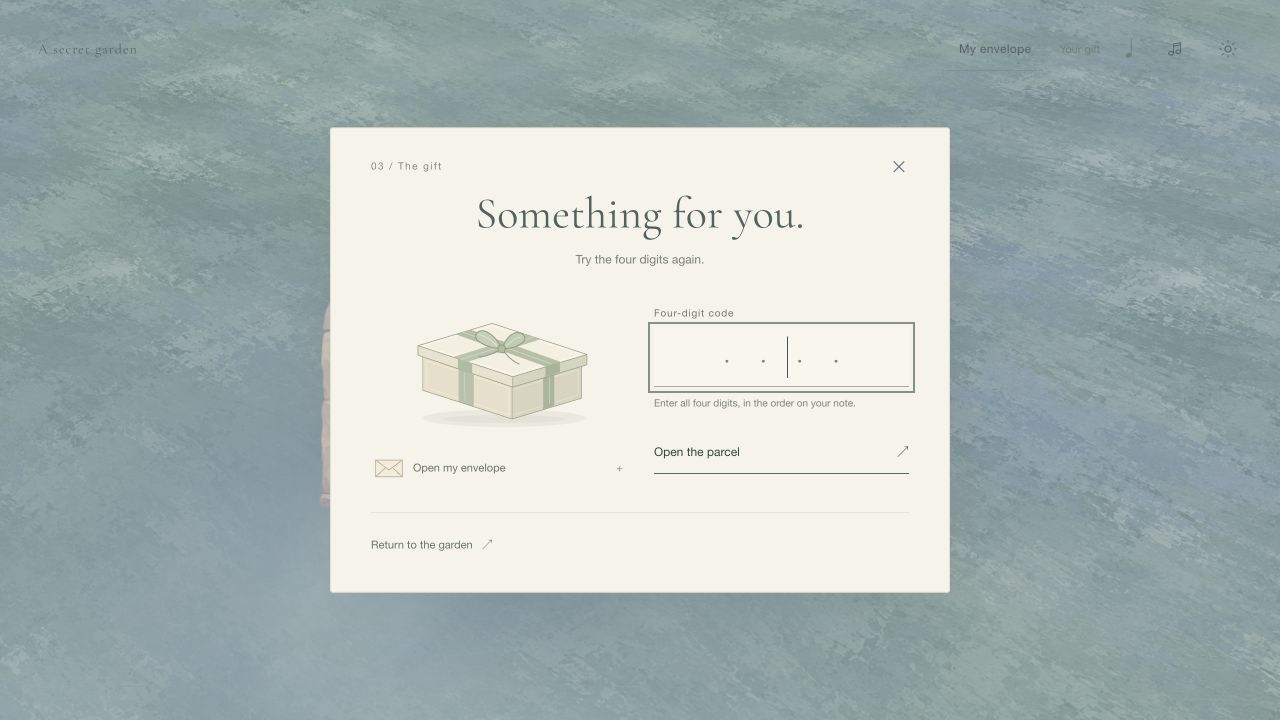 A secret garden
My envelope
Your gift
03 / The gift
Something for you.
Try the four digits again.
Four-digit code
Enter all four digits, in the order on your note.
Open my envelope
+
Open the parcel
Return to the garden